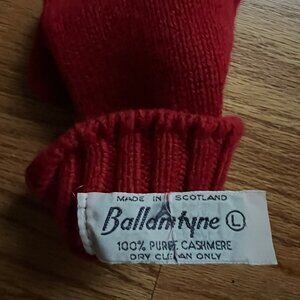 MADE IN SCOTLAND
Ballantyne L
100% PURE CASHMERE
DRY CLEAN ONLY